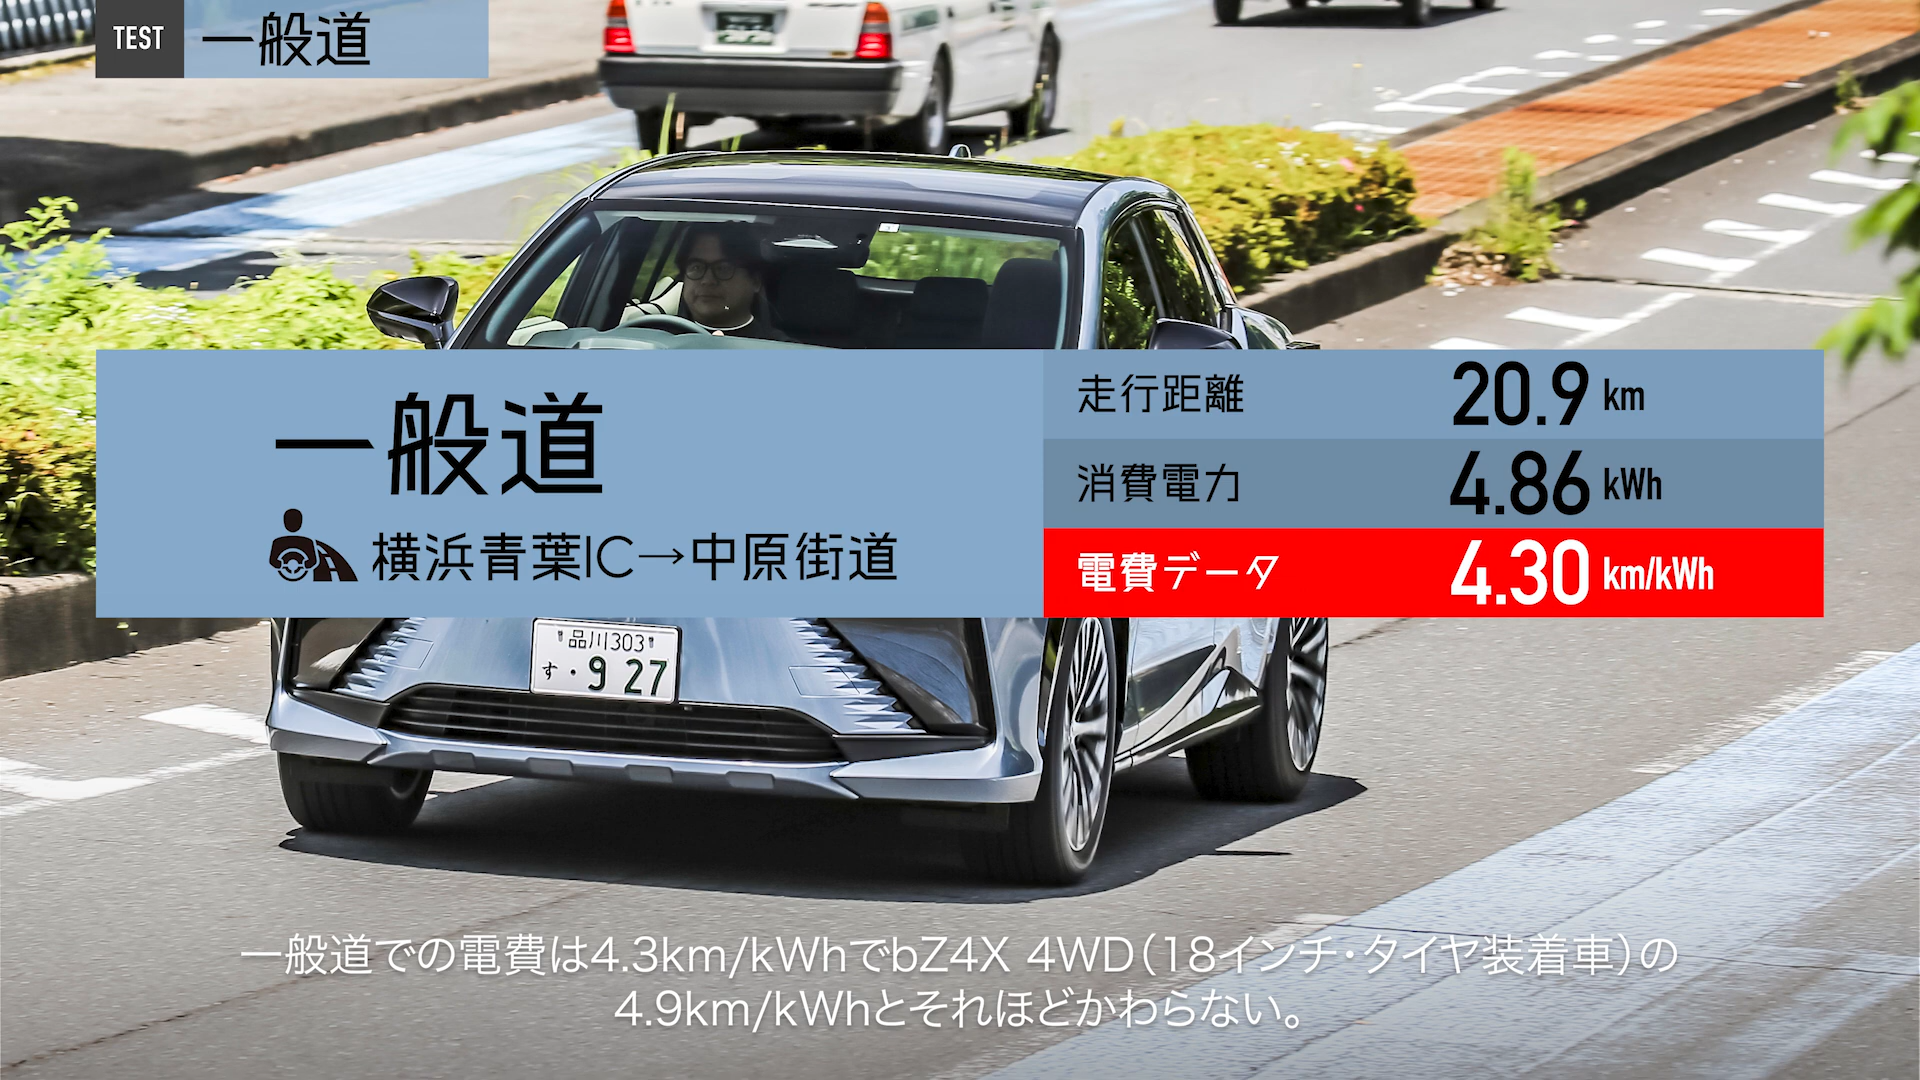 TEST 一般道
一般道
横浜青葉IC→中原街道
走行距離 20.9 km
消費電力 4.86 kWh
電費データ 4.30 km/kWh
品川303
す・9 27
一般道での電費は4.3km/kWhでbZ4X 4WD(18インチ・タイヤ装着車)の
4.9km/kWhとそれほどかわらない。